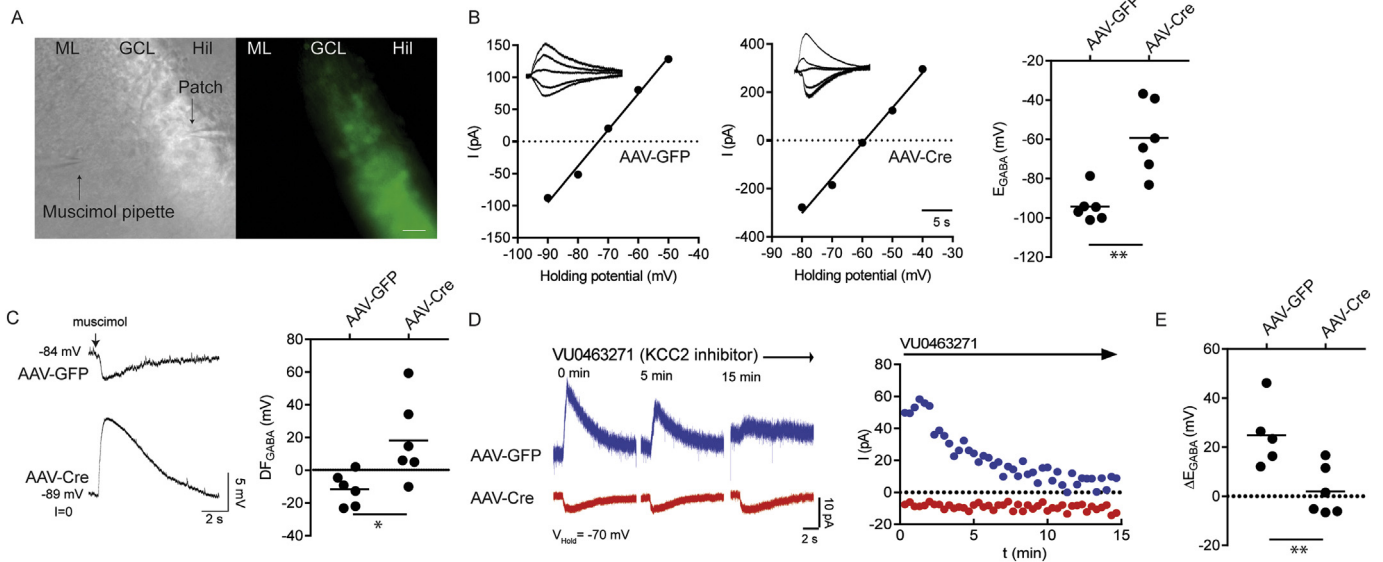 A
ML GCL Hil
ML GCL Hil
Patch
Muscimol pipette
B
I (pA)
150
100
50
0
-50
-100
-150
AAV-GFP
-100 -90 -80 -70 -60 -50 -40
Holding potential (mV)
I (pA)
400
200
0
-200
-400
AAV-Cre
5 s
-90 -80 -70 -60 -50 -40 -30
Holding potential (mV)
AAV-GFP
AAV-Cre
EGABA (mV)
-20
-40
-60
-80
-100
-120
**
C
muscimol
-84 mV
AAV-GFP
AAV-Cre
-89 mV
I=0
5 mV
2 s
AAV-GFP
AAV-Cre
DFGABA (mV)
80
60
40
20
0
-20
-40
*
D
VU0463271 (KCC2 inhibitor)
0 min 5 min 15 min
AAV-GFP
AAV-Cre
VHold= -70 mV
10 pA
2 s
VU0463271
I (pA)
80
60
40
20
0
-20
0 5 10 15
t (min)
E
AAV-GFP
AAV-Cre
ΔEGABA (mV)
60
40
20
0
-20
**